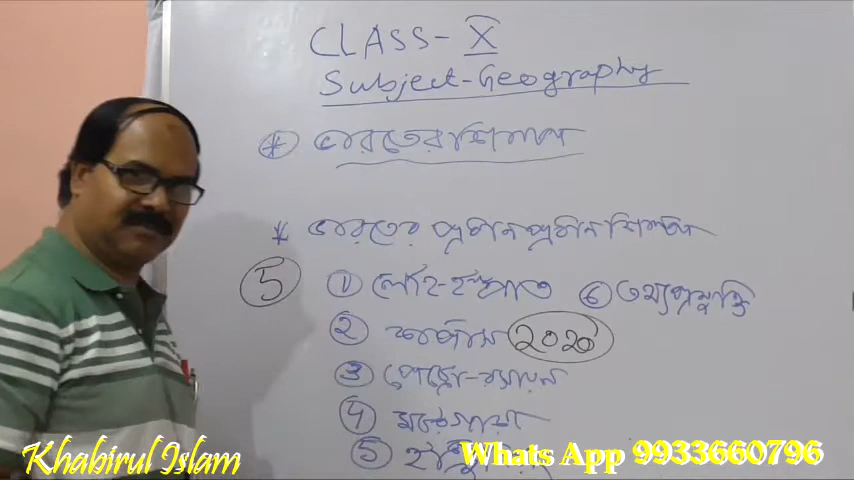 CLASS- X
Subject-Geography
* ভারতের শিল্প
* ভারতের প্রধান প্রধান শিল্প
5 ① লৌহ-ইস্পাত ⑥ তথ্যপ্রযুক্তি
② কার্পাস 2020
③ পেট্রো-রসায়ন
④ মোটরগাড়ী
⑤ ইঞ্জিনিয়ারিং
Khabirul Islam
Whats App 9933660796